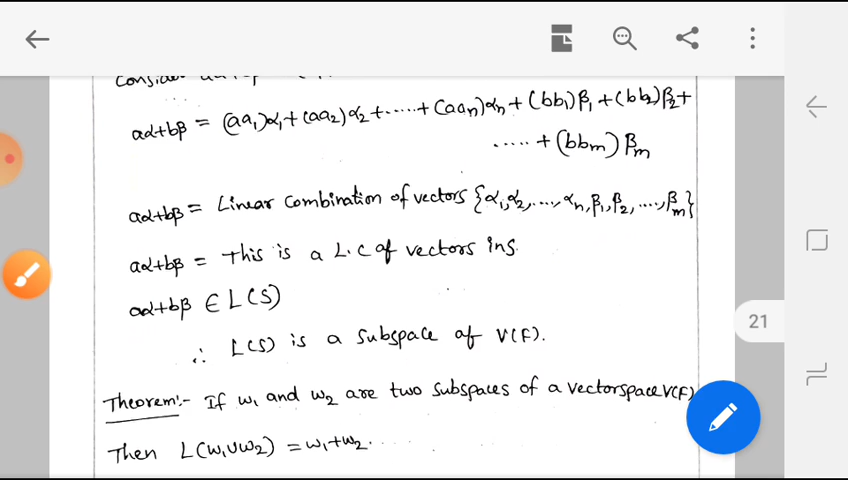 Consider
aα+bβ = (aa₁)α₁+(aa₂)α₂+.....+(aaₙ)αₙ+(bb₁)β₁+(bb₂)β₂+
.....+(bbₘ)βₘ
aα+bβ = Linear Combination of vectors {α₁,α₂,....,αₙ,β₁,β₂,....,βₘ}
aα+bβ = This is a L.C of vectors in S
aα+bβ ∈ L(S)
∴ L(S) is a subspace of V(F).
21
Theorem:- If w₁ and w₂ are two subspaces of a vectorspace V(F)
Then L(w₁∪w₂) = w₁+w₂.